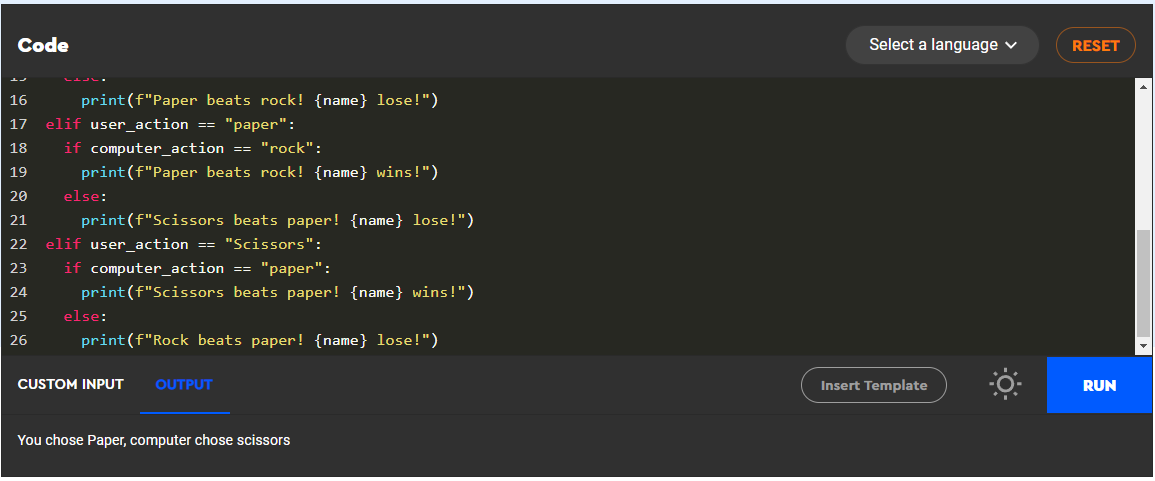 Code
Select a language
RESET
15 else:
16 print(f"Paper beats rock! {name} lose!")
17 elif user_action == "paper":
18 if computer_action == "rock":
19 print(f"Paper beats rock! {name} wins!")
20 else:
21 print(f"Scissors beats paper! {name} lose!")
22 elif user_action == "Scissors":
23 if computer_action == "paper":
24 print(f"Scissors beats paper! {name} wins!")
25 else:
26 print(f"Rock beats paper! {name} lose!")
CUSTOM INPUT
OUTPUT
Insert Template
RUN
You chose Paper, computer chose scissors